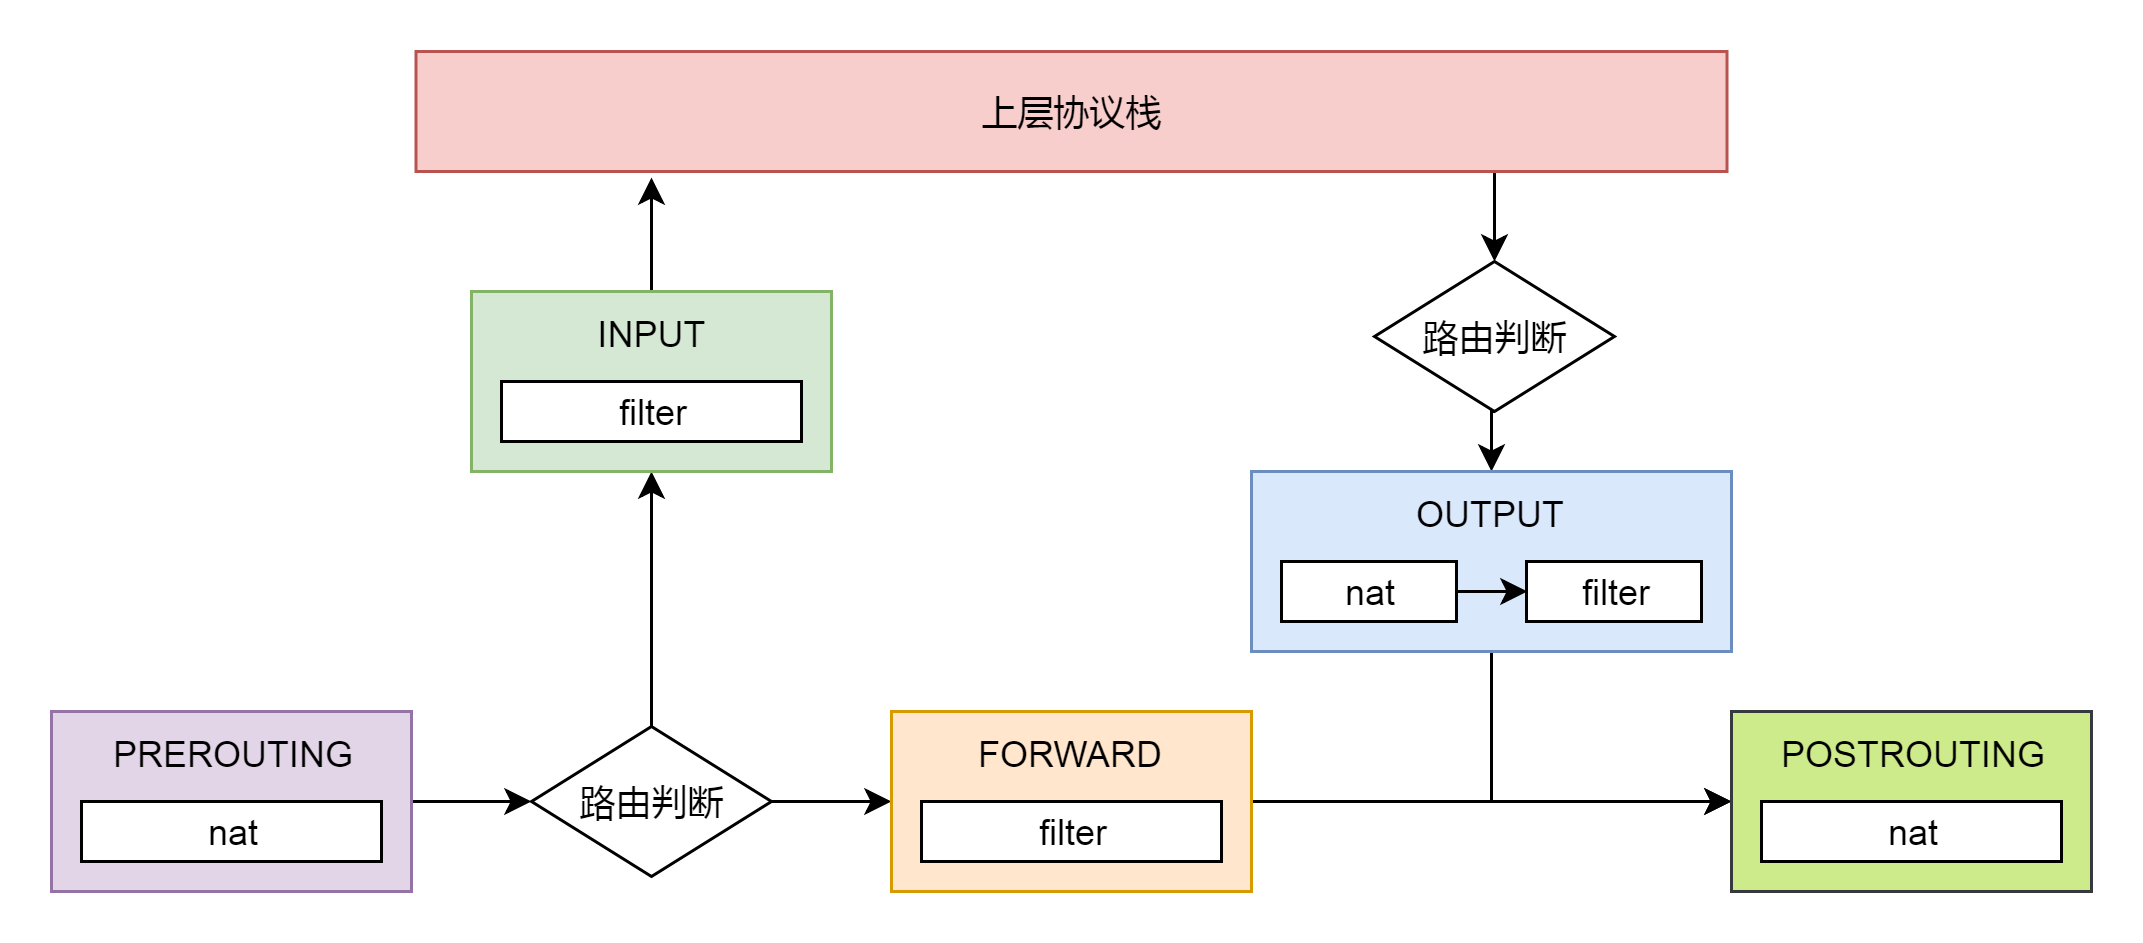 上层协议栈
INPUT
filter
路由判断
OUTPUT
nat
filter
PREROUTING
nat
路由判断
FORWARD
filter
POSTROUTING
nat